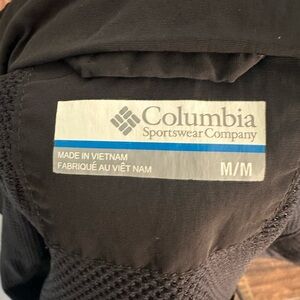 Columbia
Sportswear Company
MADE IN VIETNAM
FABRIQUÉ AU VIÊT NAM
M/M